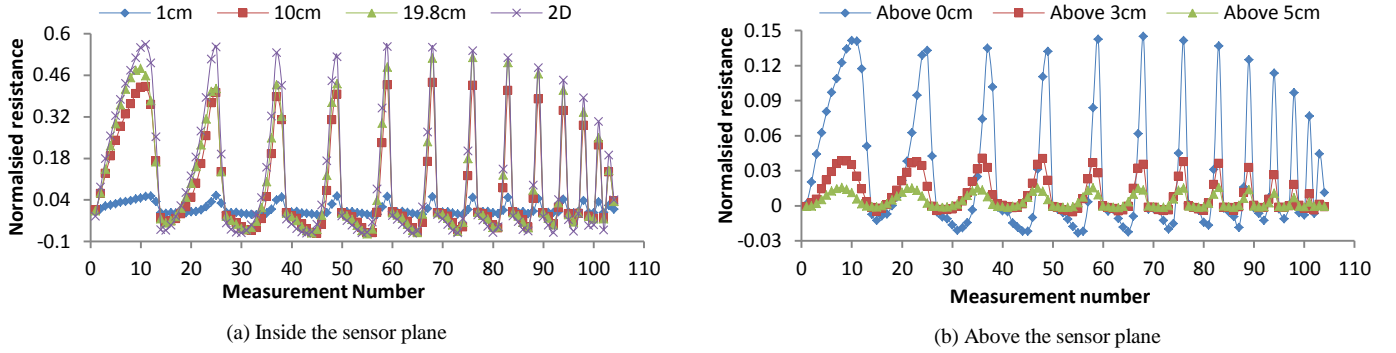 1cm 10cm 19.8cm 2D
Normalsied resistance
0.6
0.46
0.32
0.18
0.04
-0.1
0 10 20 30 40 50 60 70 80 90 100 110
Measurement Number
(a) Inside the sensor plane
Above 0cm Above 3cm Above 5cm
Normalised resistance
0.15
0.12
0.09
0.06
0.03
0
-0.03
0 10 20 30 40 50 60 70 80 90 100 110
Measurement number
(b) Above the sensor plane